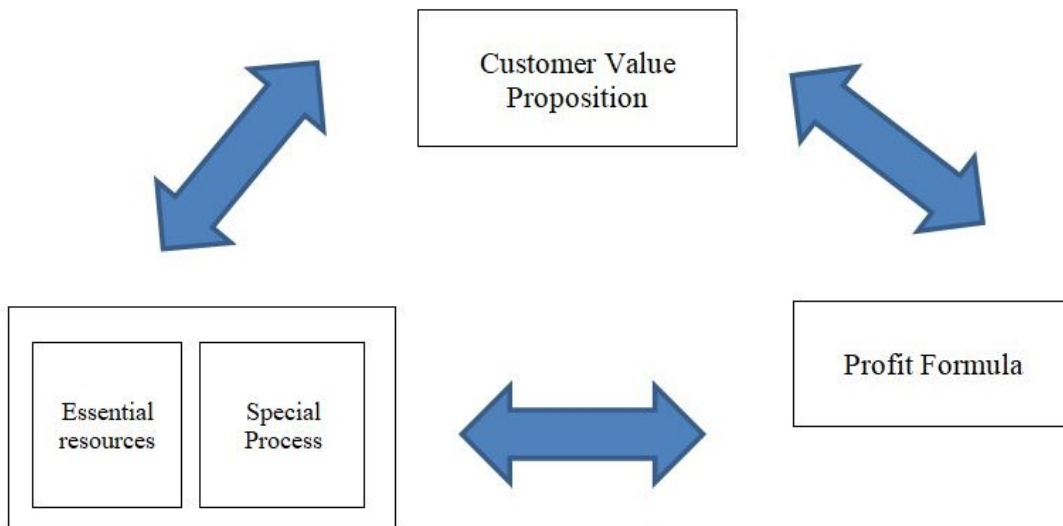 Customer Value
Proposition
Profit Formula
Essential
resources
Special
Process